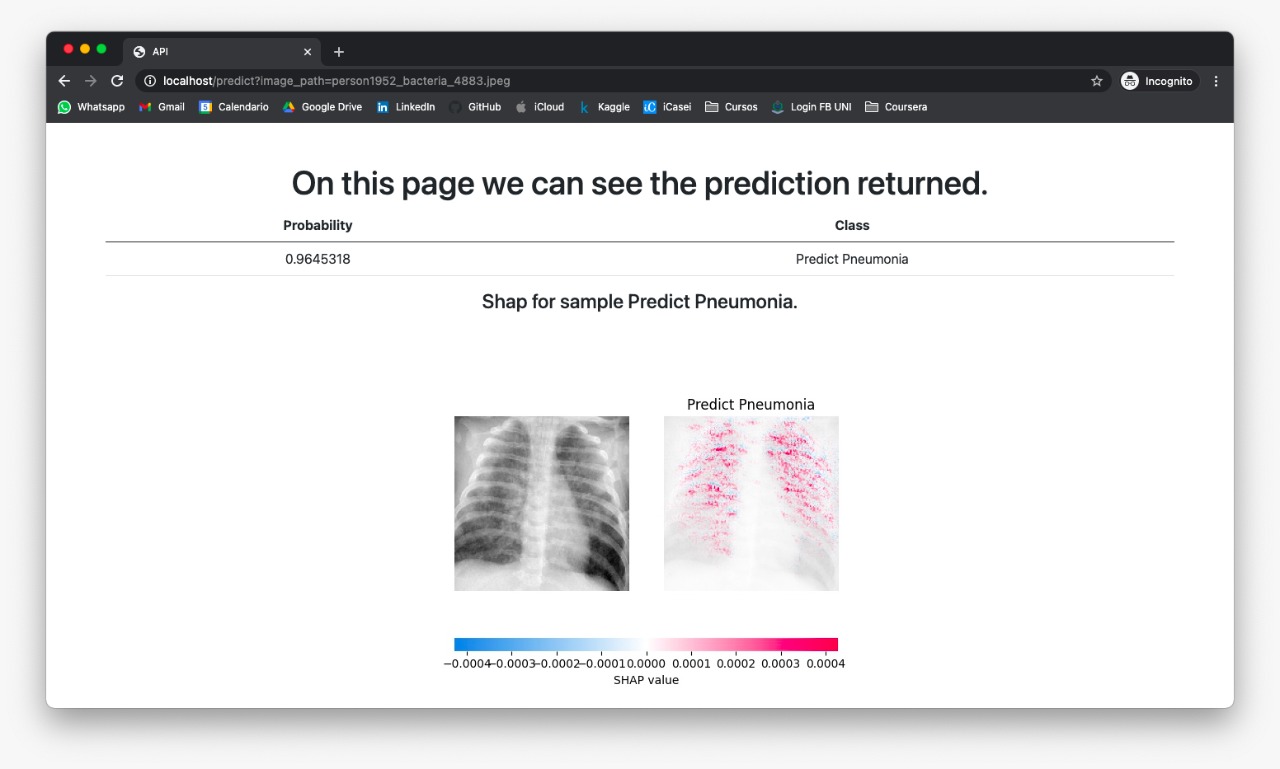 API
localhost/predict?image_path=person1952_bacteria_4883.jpeg
Incognito
Whatsapp Gmail 5 Calendario Google Drive in LinkedIn GitHub iCloud k Kaggle iC iCasei Cursos Login FB UNI Coursera
On this page we can see the prediction returned.
Probability Class
0.9645318 Predict Pneumonia
Shap for sample Predict Pneumonia.
Predict Pneumonia
−0.0004 −0.0003 −0.0002 −0.0001 0.0000 0.0001 0.0002 0.0003 0.0004
SHAP value